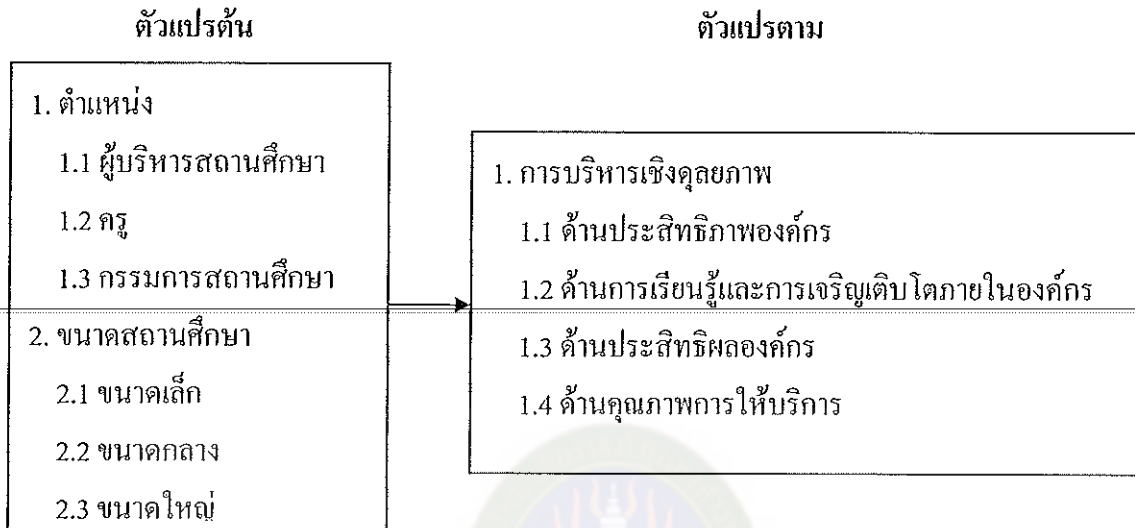 ตัวแปรต้น
ตัวแปรตาม
1. ตำแหน่ง
1.1 ผู้บริหารสถานศึกษา
1.2 ครู
1.3 กรรมการสถานศึกษา
2. ขนาดสถานศึกษา
2.1 ขนาดเล็ก
2.2 ขนาดกลาง
2.3 ขนาดใหญ่
1. การบริหารเชิงดุลยภาพ
1.1 ด้านประสิทธิภาพองค์กร
1.2 ด้านการเรียนรู้และการเจริญเติบโตภายในองค์กร
1.3 ด้านประสิทธิผลองค์กร
1.4 ด้านคุณภาพการให้บริการ